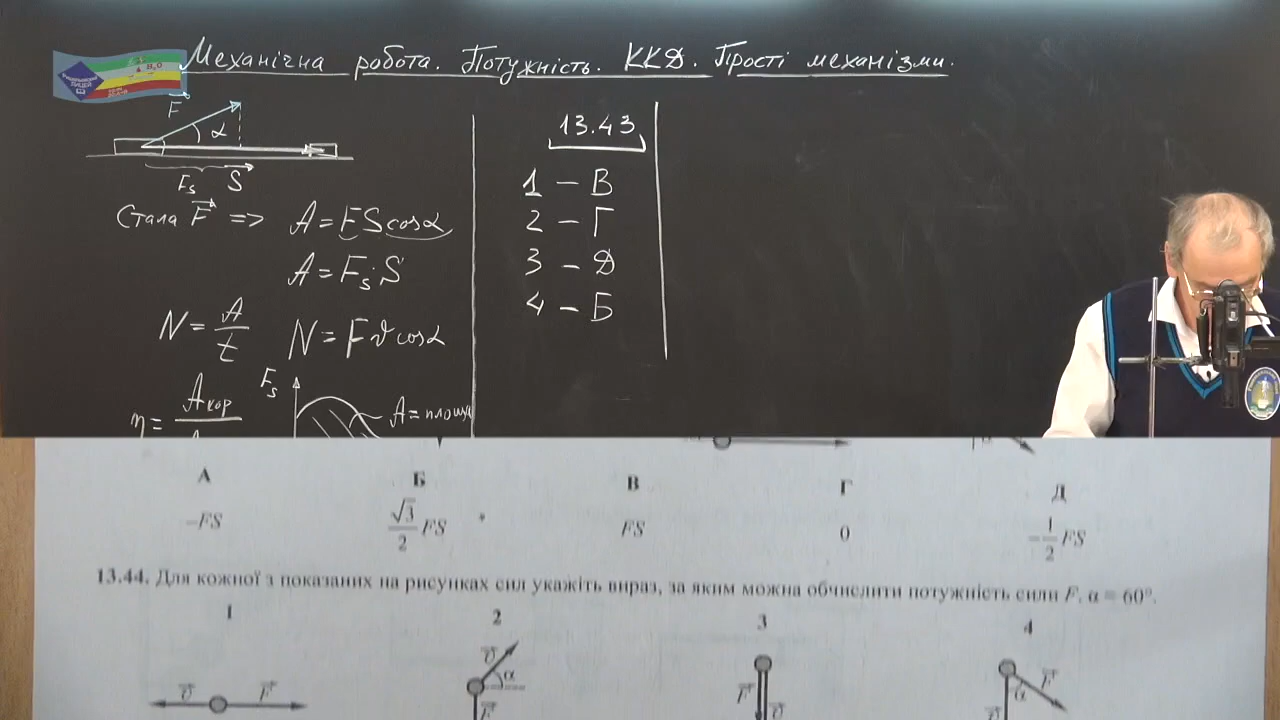 Механічна робота. Потужність. ККД. Прості механізми.
F
α
Fs S
Стала F => A = FScosα
A = Fs·S
N = A/t N = Fvcosα
Fs
η = Aкор
A = площа
13.43
1 – В
2 – Г
3 – Д
4 – Б
А Б В Г Д
–FS √3/2 FS FS 0 –1/2 FS
13.44. Для кожної з показаних на рисунках сил укажіть вираз, за яким можна обчислити потужність сили F, α = 60°.
1 2 3 4
υ F
υ α F
F υ
F α υ